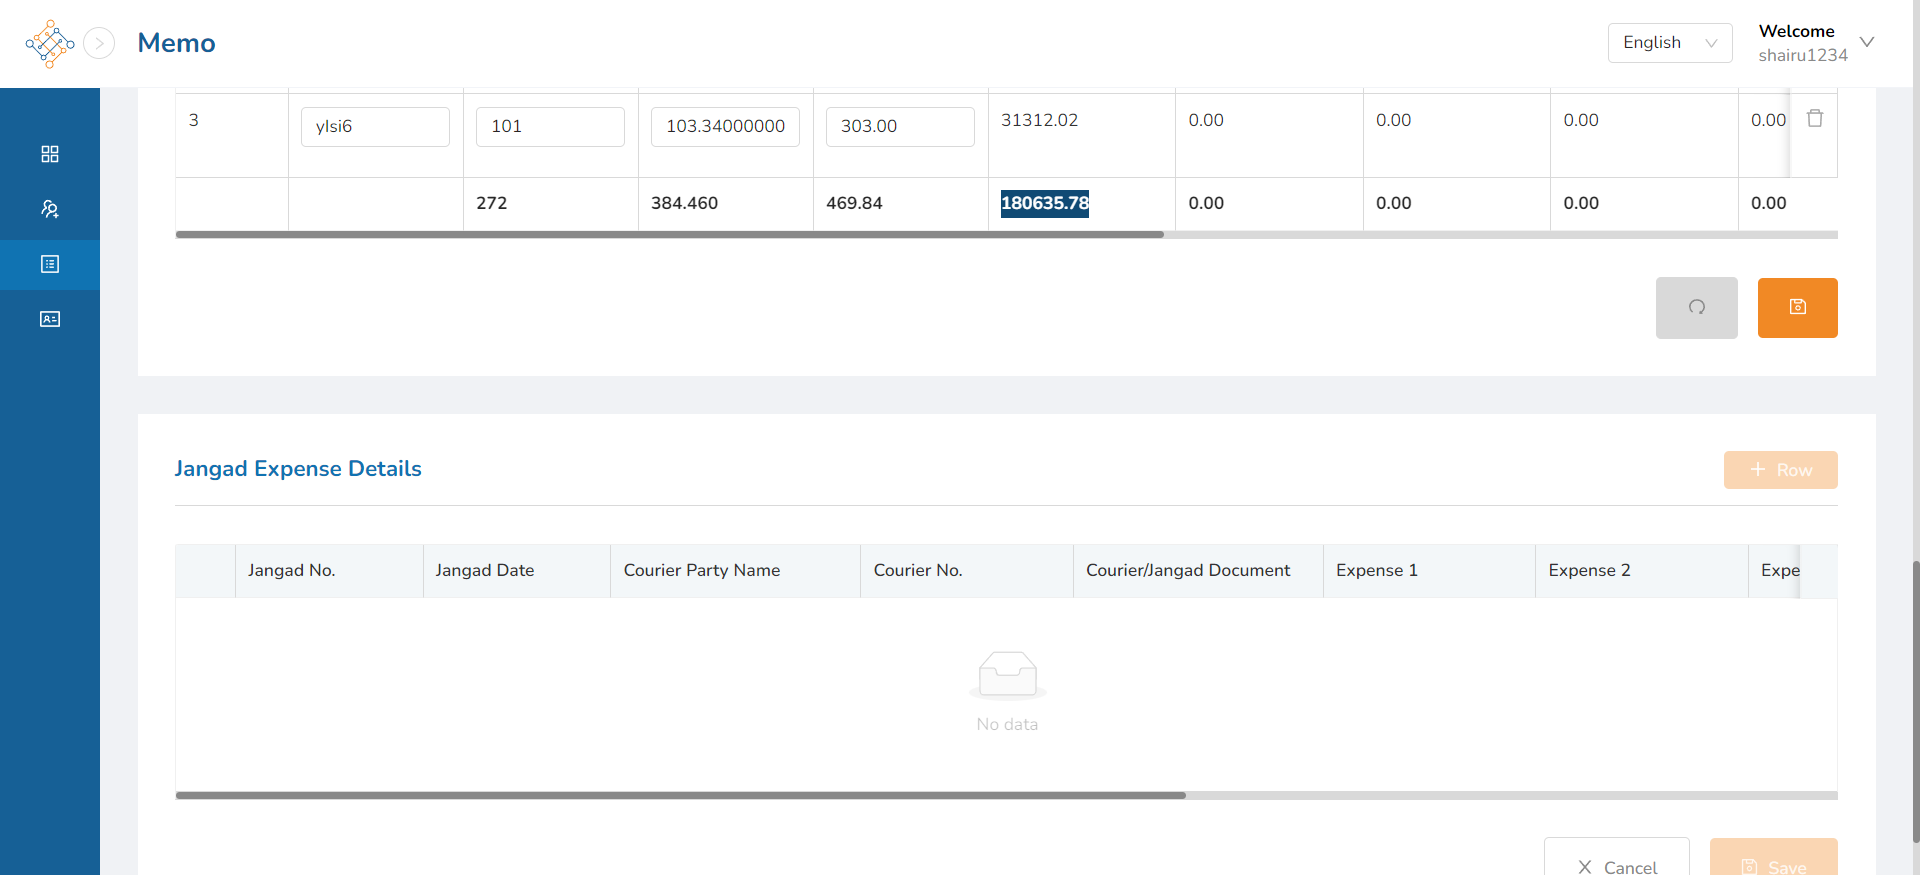 Memo
English
Welcome
shairu1234
3 yIsi6 101 103.34000000 303.00 31312.02 0.00 0.00 0.00 0.00
272 384.460 469.84 180635.78 0.00 0.00 0.00 0.00
Jangad Expense Details
Row
Jangad No. Jangad Date Courier Party Name Courier No. Courier/Jangad Document Expense 1 Expense 2 Expe
No data
Cancel Save